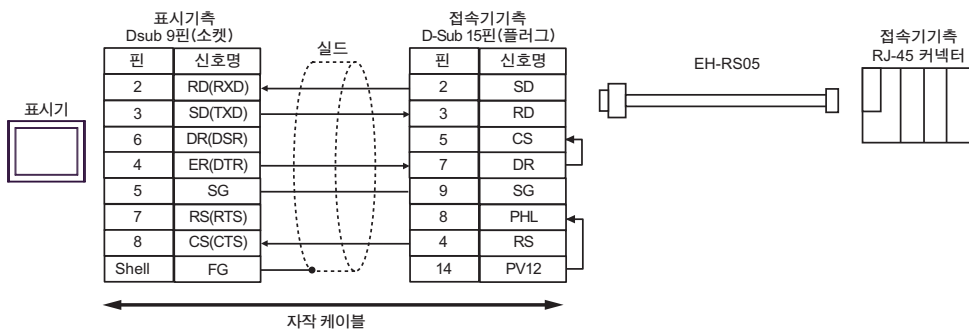 표시기측
Dsub 9핀(소켓)
접속기기측
D-Sub 15핀(플러그)
실드
핀 신호명
2 RD(RXD)
3 SD(TXD)
6 DR(DSR)
4 ER(DTR)
5 SG
7 RS(RTS)
8 CS(CTS)
Shell FG
핀 신호명
2 SD
3 RD
5 CS
7 DR
9 SG
8 PHL
4 RS
14 PV12
표시기
EH-RS05
접속기기측
RJ-45 커넥터
자작 케이블